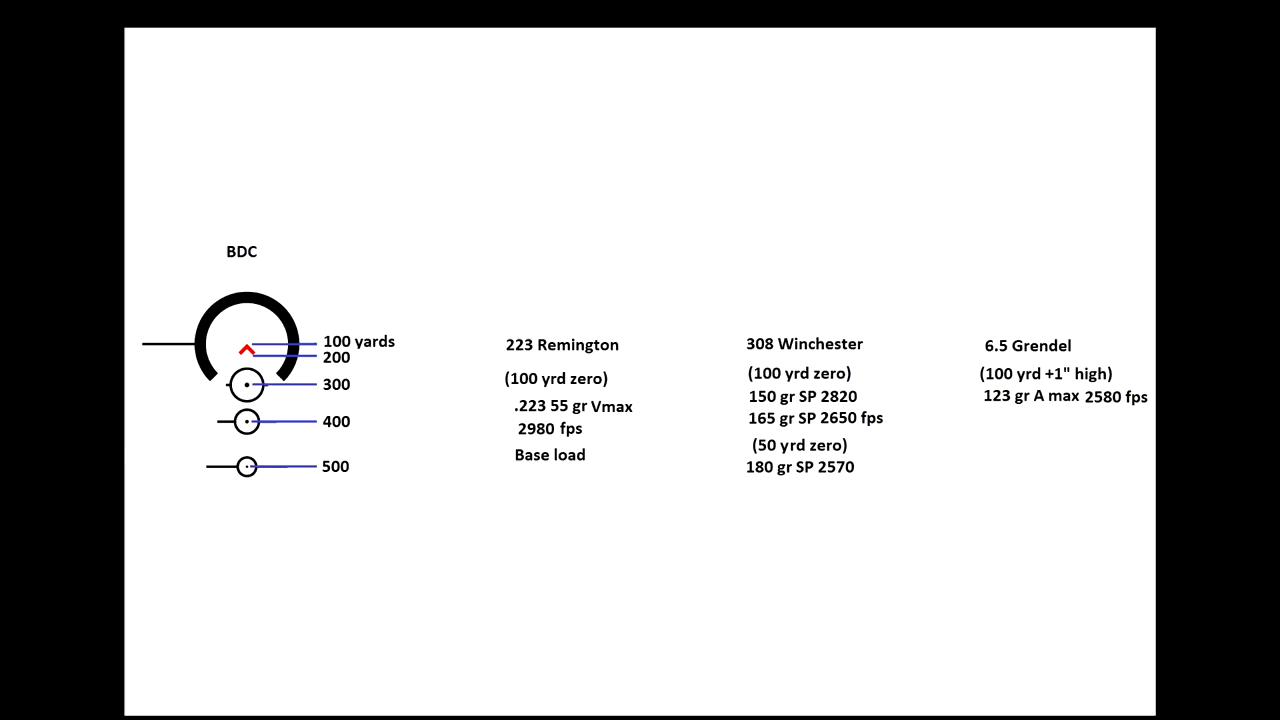 BDC
100 yards
200
300
400
500
223 Remington
(100 yrd zero)
.223 55 gr Vmax
2980 fps
Base load
308 Winchester
(100 yrd zero)
150 gr SP 2820
165 gr SP 2650 fps
(50 yrd zero)
180 gr SP 2570
6.5 Grendel
(100 yrd +1" high)
123 gr A max 2580 fps